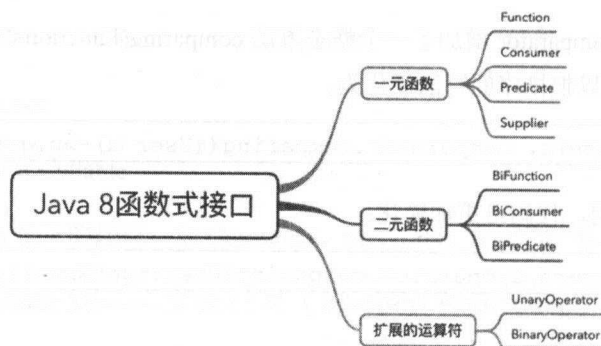 Java 8函数式接口
一元函数
Function
Consumer
Predicate
Supplier
二元函数
BiFunction
BiConsumer
BiPredicate
扩展的运算符
UnaryOperator
BinaryOperator